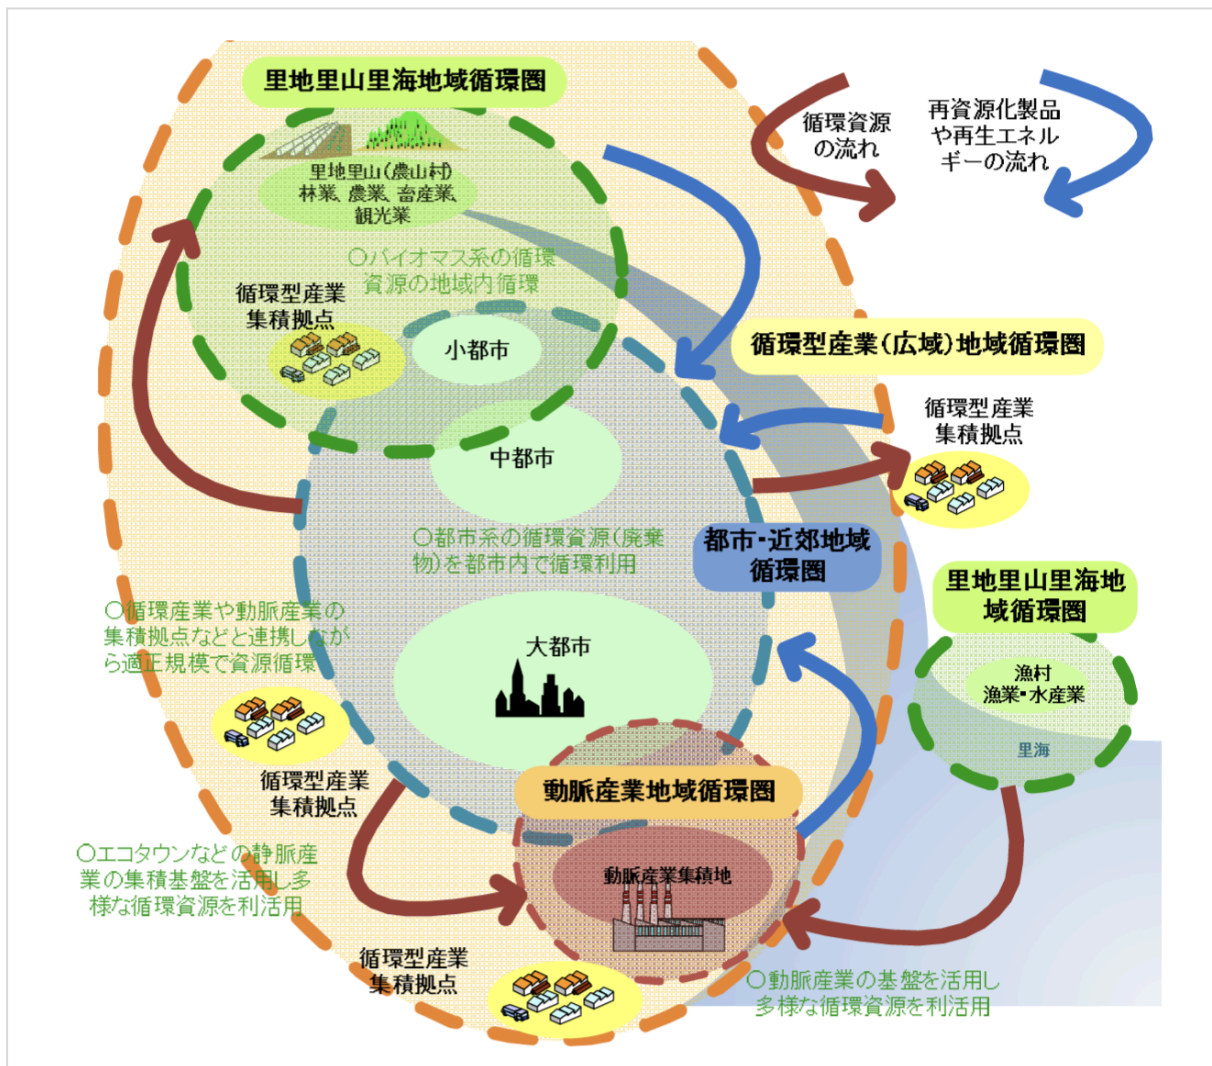 里地里山里海地域循環圏
循環資源
の流れ
再資源化製品
や再生エネル
ギーの流れ
里地里山(農山村)
林業、農業、畜産業、
観光業
〇バイオマス系の循環
資源の地域内循環
循環型産業
集積拠点
小都市
循環型産業(広域)地域循環圏
循環型産業
集積拠点
中都市
〇都市系の循環資源(廃棄
物)を都市内で循環利用
都市・近郊地域
循環圏
里地里山里海地
域循環圏
〇循環産業や動脈産業の
集積拠点などと連携しなが
ら適正規模で資源循環
大都市
漁村
漁業・水産業
里海
循環型産業
集積拠点
動脈産業地域循環圏
〇エコタウンなどの静脈産
業の集積基盤を活用し多
様な循環資源を利活用
動脈産業集積地
循環型産業
集積拠点
〇動脈産業の基盤を活用し
多様な循環資源を利活用